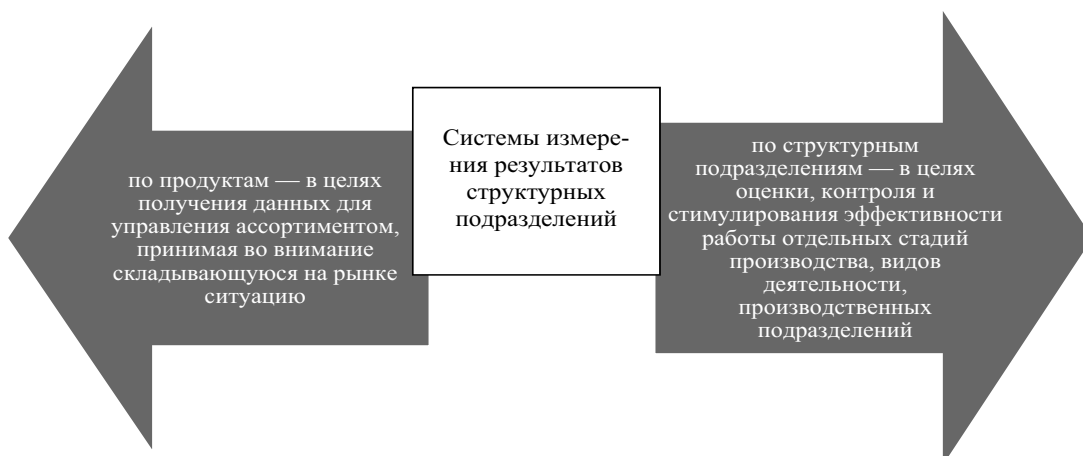 по продуктам — в целях
получения данных для
управления ассортиментом,
принимая во внимание
складывающуюся на рынке
ситуацию
Системы измере-
ния результатов
структурных
подразделений
по структурным
подразделениям — в целях
оценки, контроля и
стимулирования эффективности
работы отдельных стадий
производства, видов
деятельности,
производственных
подразделений